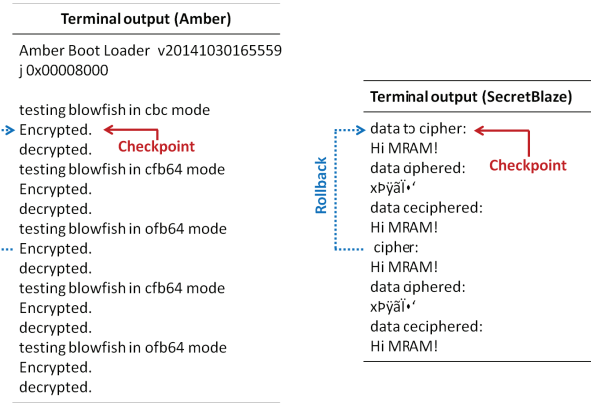 Terminal output (Amber)
Amber Boot Loader v20141030165559
j 0x00008000
testing blowfish in cbc mode
Encrypted.
Checkpoint
decrypted.
testing blowfish in cfb64 mode
Encrypted.
decrypted.
testing blowfish in ofb64 mode
Encrypted.
decrypted.
testing blowfish in cfb64 mode
Encrypted.
decrypted.
testing blowfish in ofb64 mode
Encrypted.
decrypted.
Terminal output (SecretBlaze)
Rollback
data to cipher:
Checkpoint
Hi MRAM!
data ciphered:
xÞÿãÏ•‘
data ceciphered:
Hi MRAM!
cipher:
Hi MRAM!
data ciphered:
xÞÿãÏ•‘
data ceciphered:
Hi MRAM!